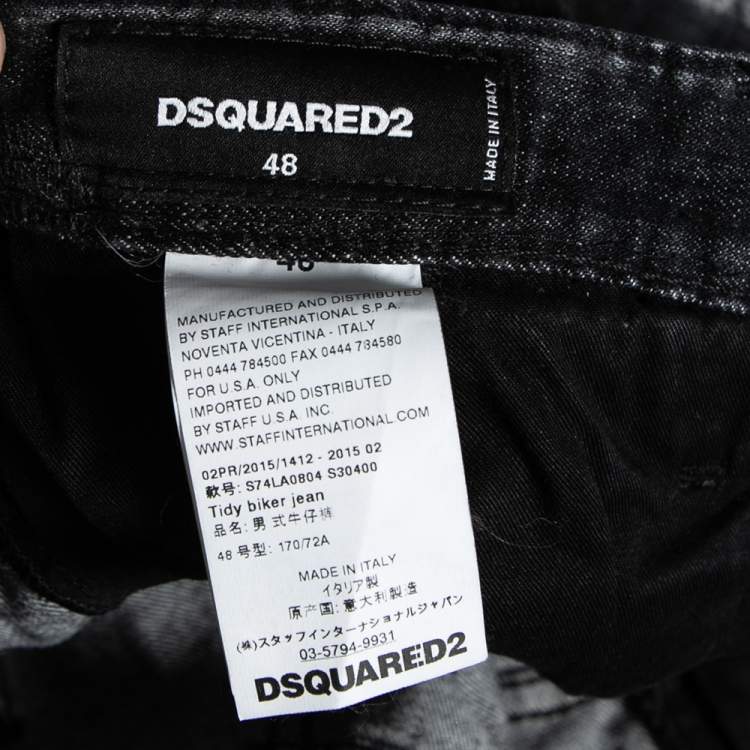 DSQUARED2
48
MADE IN ITALY
48
MANUFACTURED AND DISTRIBUTED
BY STAFF INTERNATIONAL S.P.A.
NOVENTA VICENTINA - ITALY
PH 0444 784500 FAX 0444 784580
FOR U.S.A. ONLY
IMPORTED AND DISTRIBUTED
BY STAFF U.S.A. INC.
WWW.STAFFINTERNATIONAL.COM
02PR/2015/1412 - 2015 02
款号: S74LA0804 S30400
Tidy biker jean
品名: 男式牛仔裤
48 号型: 170/72A
MADE IN ITALY
イタリア製
原产国: 意大利製造
(株)スタッフインターナショナルジャパン
03-5794-9931
DSQUARED2